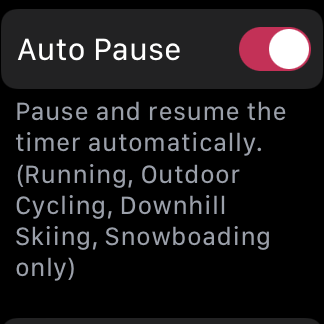 Auto Pause
Pause and resume the
timer automatically.
(Running, Outdoor
Cycling, Downhill
Skiing, Snowboading
only)